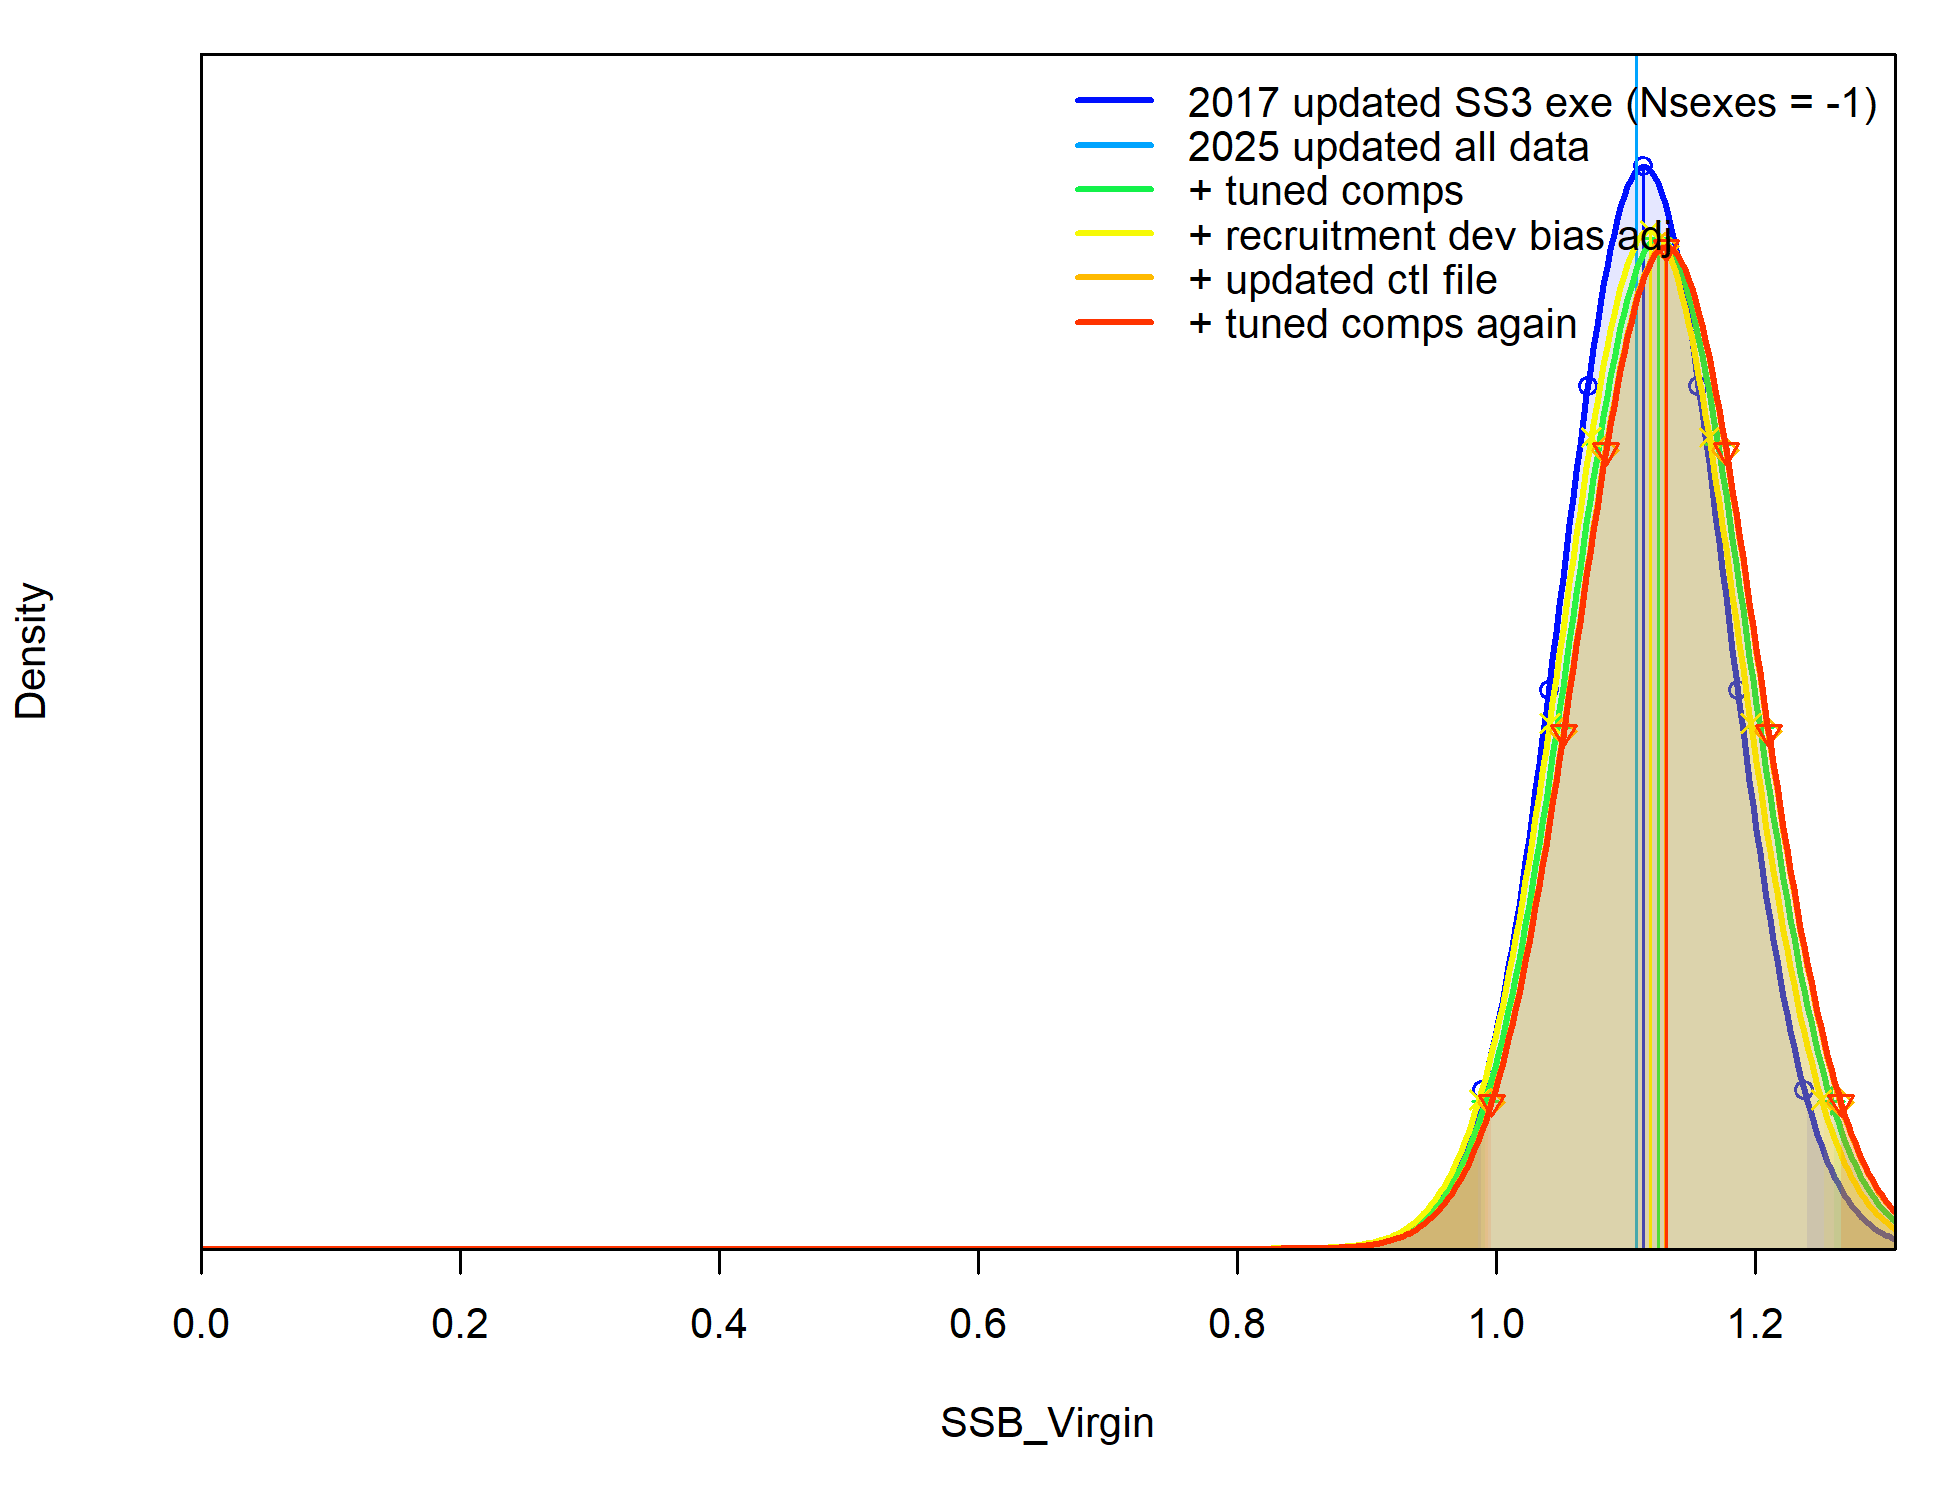 2017 updated SS3 exe (Nsexes = -1)
2025 updated all data
+ tuned comps
+ recruitment dev bias adj
+ updated ctl file
+ tuned comps again
Density
0.0 0.2 0.4 0.6 0.8 1.0 1.2
SSB_Virgin